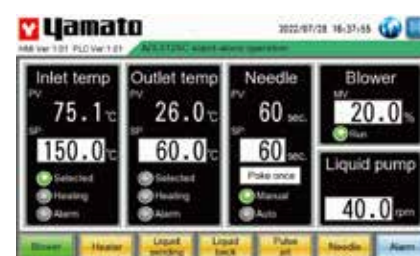 Yamato
2022/07/28 16:37:55
HMI Ver 1.01 PLC Ver 1.01
Inlet temp
PV:
75.1 ℃
SP:
150.0 ℃
Selected
Heating
Alarm
Outlet temp
PV:
26.0 ℃
SP:
60.0 ℃
Selected
Heating
Alarm
Needle
PV:
60 sec.
SP:
60 sec.
Poke once
Manual
Auto
Blower
MV:
20.0 %
Run
Liquid pump
40.0 rpm
Blower
Heater
Liquid sending
Liquid back
Pulse jet
Needle
Alarm